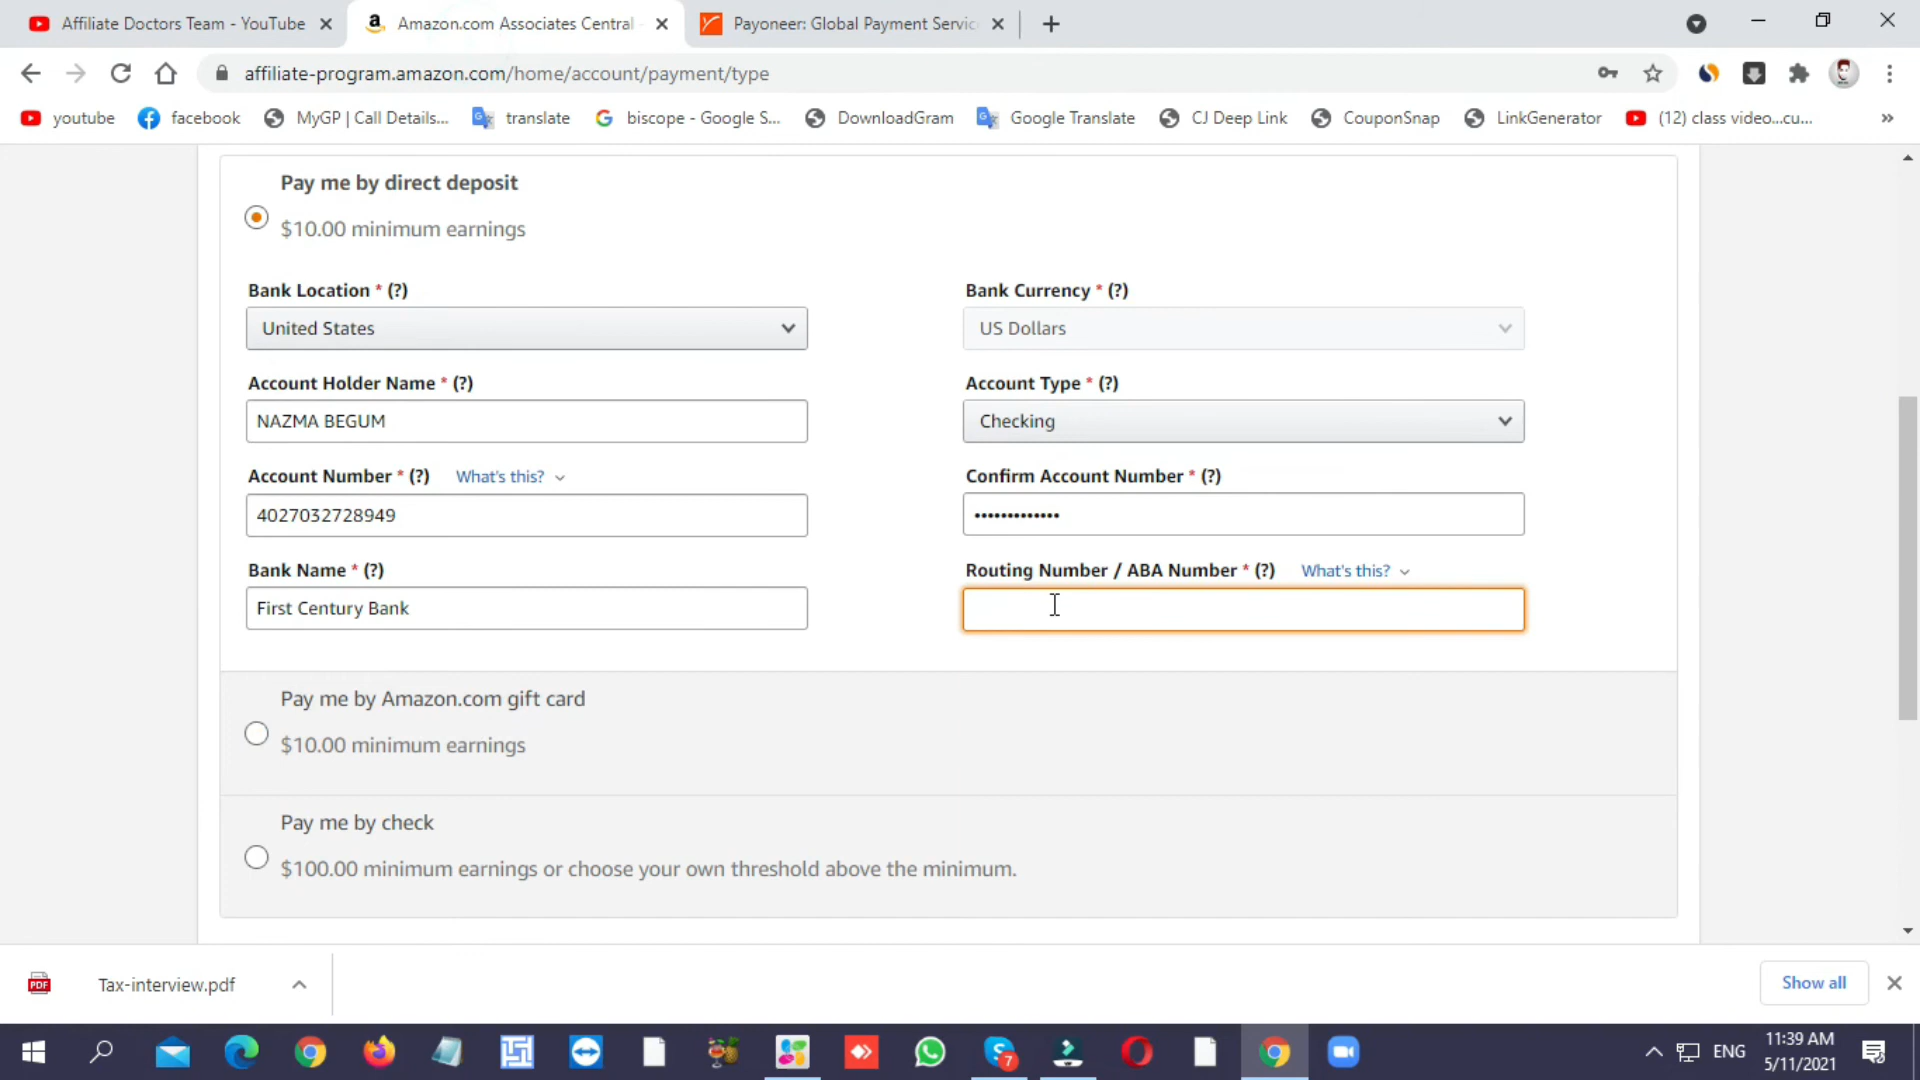 Affiliate Doctors Team - YouTube
Amazon.com Associates Central -
Payoneer: Global Payment Servic
affiliate-program.amazon.com/home/account/payment/type
youtube
facebook
MyGP | Call Details...
translate
biscope - Google S...
DownloadGram
Google Translate
CJ Deep Link
CouponSnap
LinkGenerator
(12) class video...cu...
»
Pay me by direct deposit
$10.00 minimum earnings
Bank Location * (?)
Bank Currency * (?)
United States
US Dollars
Account Holder Name * (?)
Account Type * (?)
NAZMA BEGUM
Checking
Account Number * (?) What's this?
Confirm Account Number * (?)
4027032728949
•••••••••••••
Bank Name * (?)
Routing Number / ABA Number * (?) What's this?
First Century Bank
Pay me by Amazon.com gift card
$10.00 minimum earnings
Pay me by check
$100.00 minimum earnings or choose your own threshold above the minimum.
PDF
Tax-interview.pdf
Show all
7
ENG
11:39 AM
5/11/2021